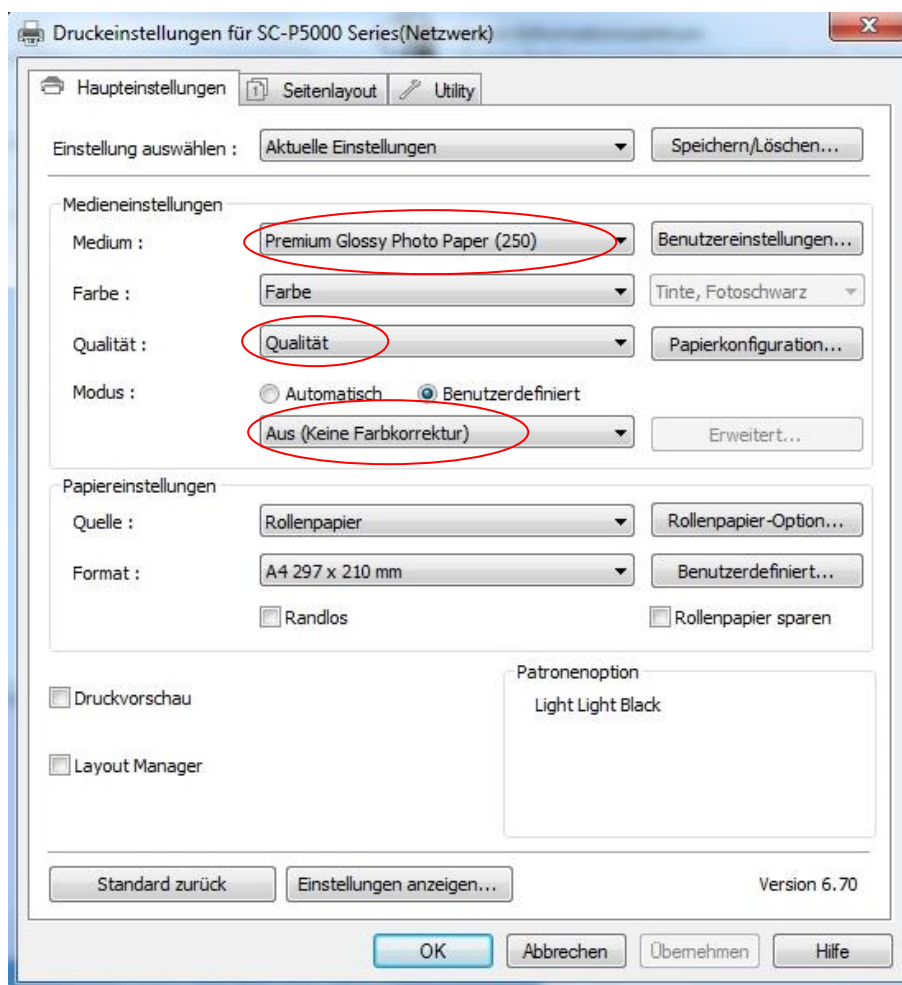 Druckeinstellungen für SC-P5000 Series(Netzwerk)
Haupteinstellungen Seitenlayout Utility
Einstellung auswählen : Aktuelle Einstellungen Speichern/Löschen...
Medieneinstellungen
Medium : Premium Glossy Photo Paper (250) Benutzereinstellungen...
Farbe : Farbe Tinte, Fotoschwarz
Qualität : Qualität Papierkonfiguration...
Modus : Automatisch Benutzerdefiniert
Aus (Keine Farbkorrektur) Erweitert...
Papiereinstellungen
Quelle : Rollenpapier Rollenpapier-Option...
Format : A4 297 x 210 mm Benutzerdefiniert...
Randlos Rollenpapier sparen
Patronenoption
Druckvorschau Light Light Black
Layout Manager
Standard zurück Einstellungen anzeigen... Version 6.70
OK Abbrechen Übernehmen Hilfe